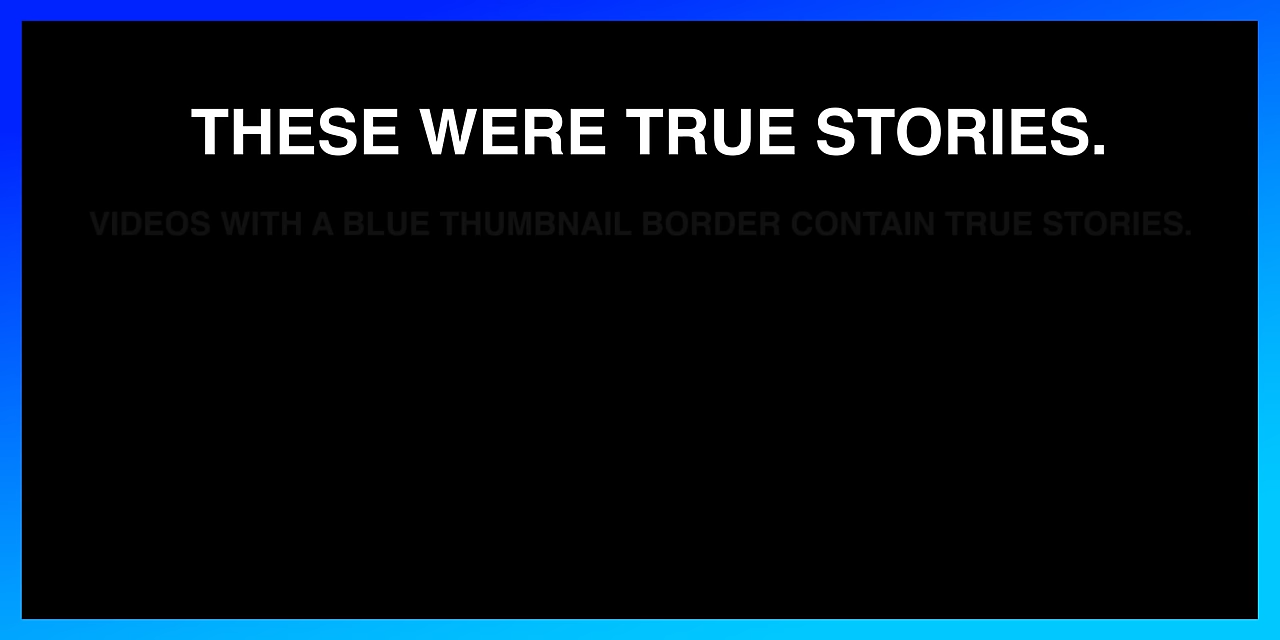 THESE WERE TRUE STORIES.
VIDEOS WITH A BLUE THUMBNAIL BORDER CONTAIN TRUE STORIES.